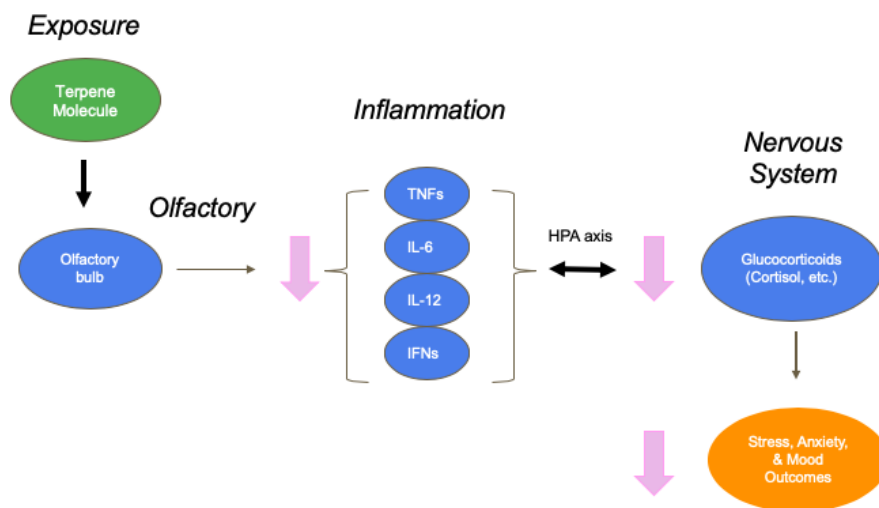 Exposure
Terpene
Molecule
Olfactory
bulb
Olfactory
Inflammation
TNFs
IL-6
IL-12
IFNs
HPA axis
Nervous
System
Glucocorticoids
(Cortisol, etc.)
Stress, Anxiety,
& Mood
Outcomes